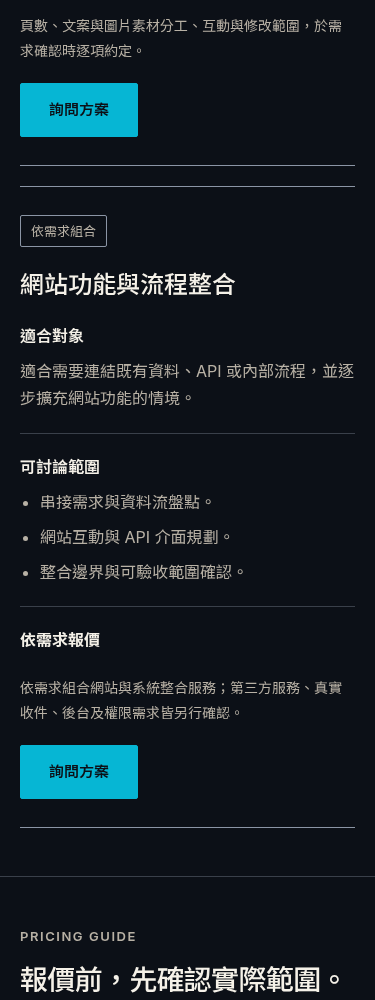 頁數、文案與圖片素材分工、互動與修改範圍，於需
求確認時逐項約定。
詢問方案
依需求組合
網站功能與流程整合
適合對象
適合需要連結既有資料、API 或內部流程，並逐
步擴充網站功能的情境。
可討論範圍
• 串接需求與資料流盤點。
• 網站互動與 API 介面規劃。
• 整合邊界與可驗收範圍確認。
依需求報價
依需求組合網站與系統整合服務；第三方服務、真實
收件、後台及權限需求皆另行確認。
詢問方案
PRICING GUIDE
報價前，先確認實際範圍。